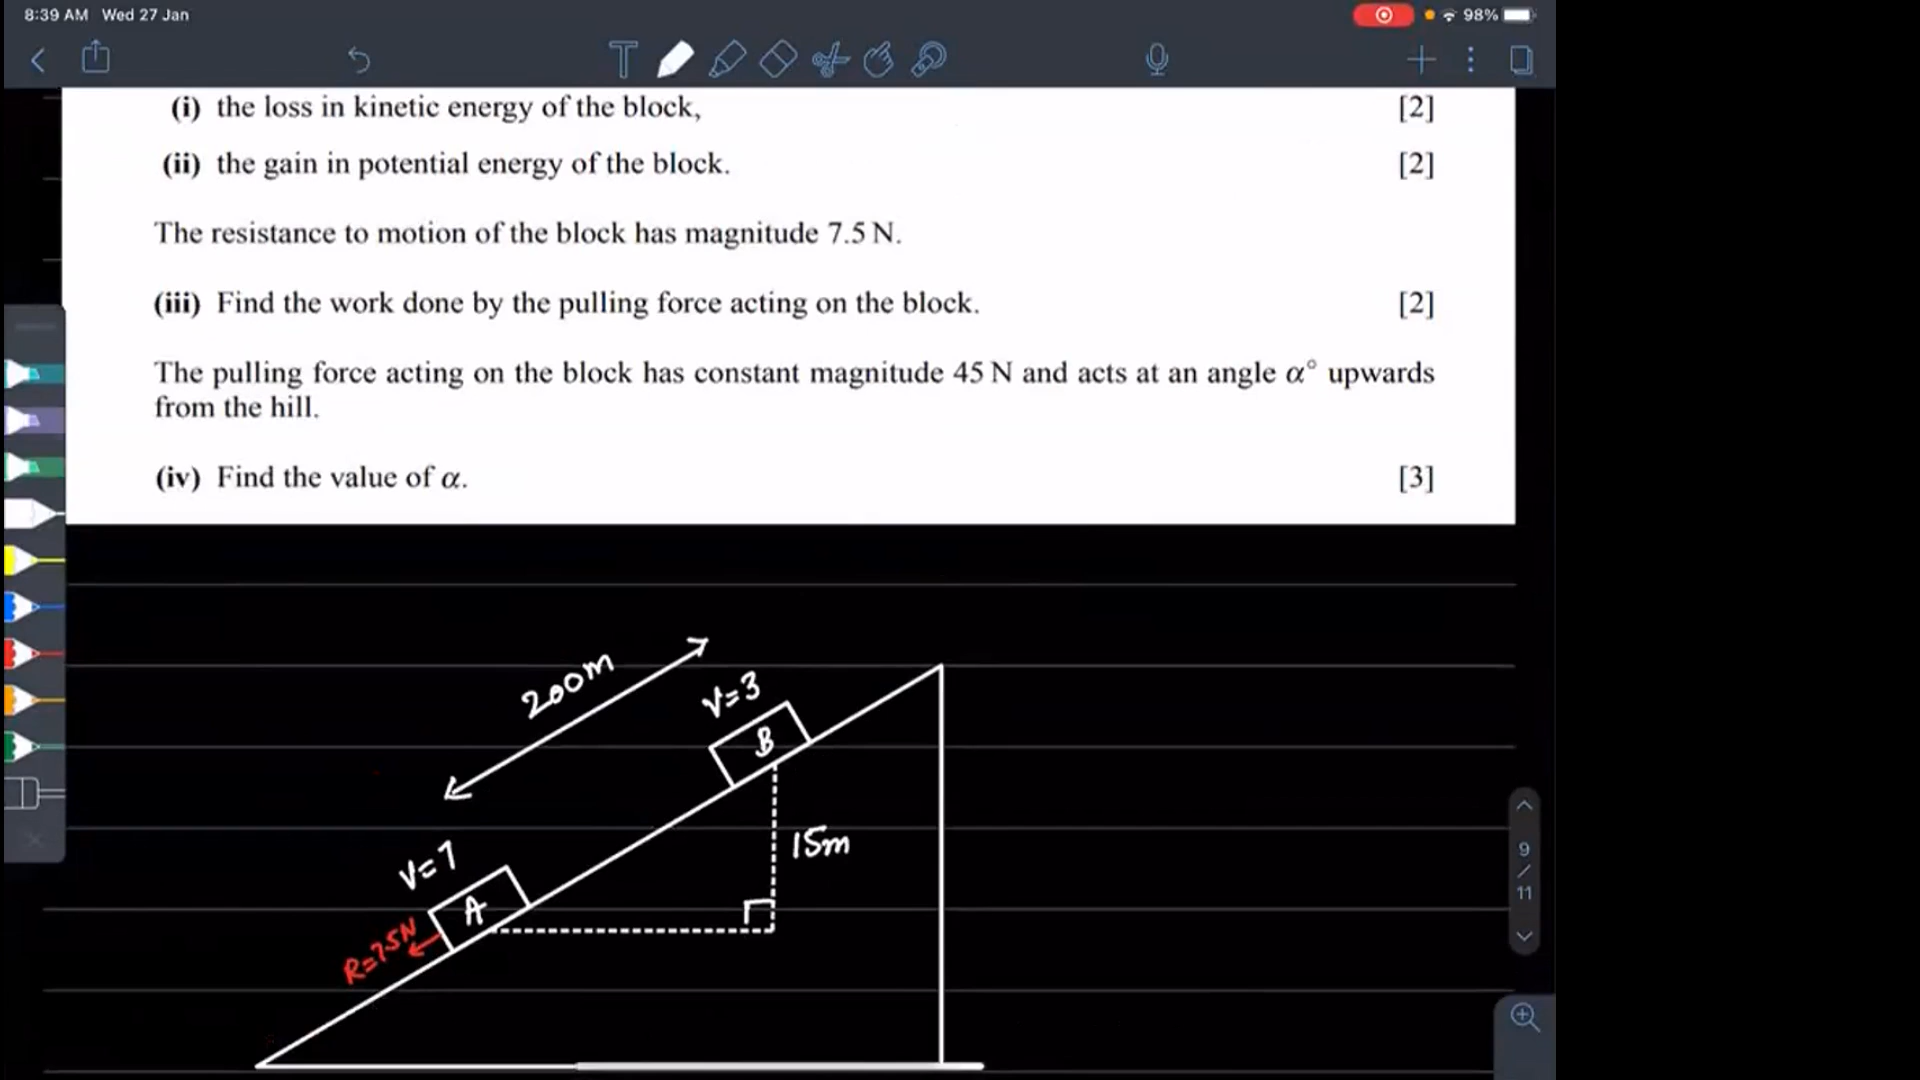 8:39 AM Wed 27 Jan
98%
(i) the loss in kinetic energy of the block, [2]
(ii) the gain in potential energy of the block. [2]
The resistance to motion of the block has magnitude 7.5 N.
(iii) Find the work done by the pulling force acting on the block. [2]
The pulling force acting on the block has constant magnitude 45 N and acts at an angle α° upwards
from the hill.
(iv) Find the value of α. [3]
200m
V=3
B
15m
V=7
A
R=7.5N
9
/
11